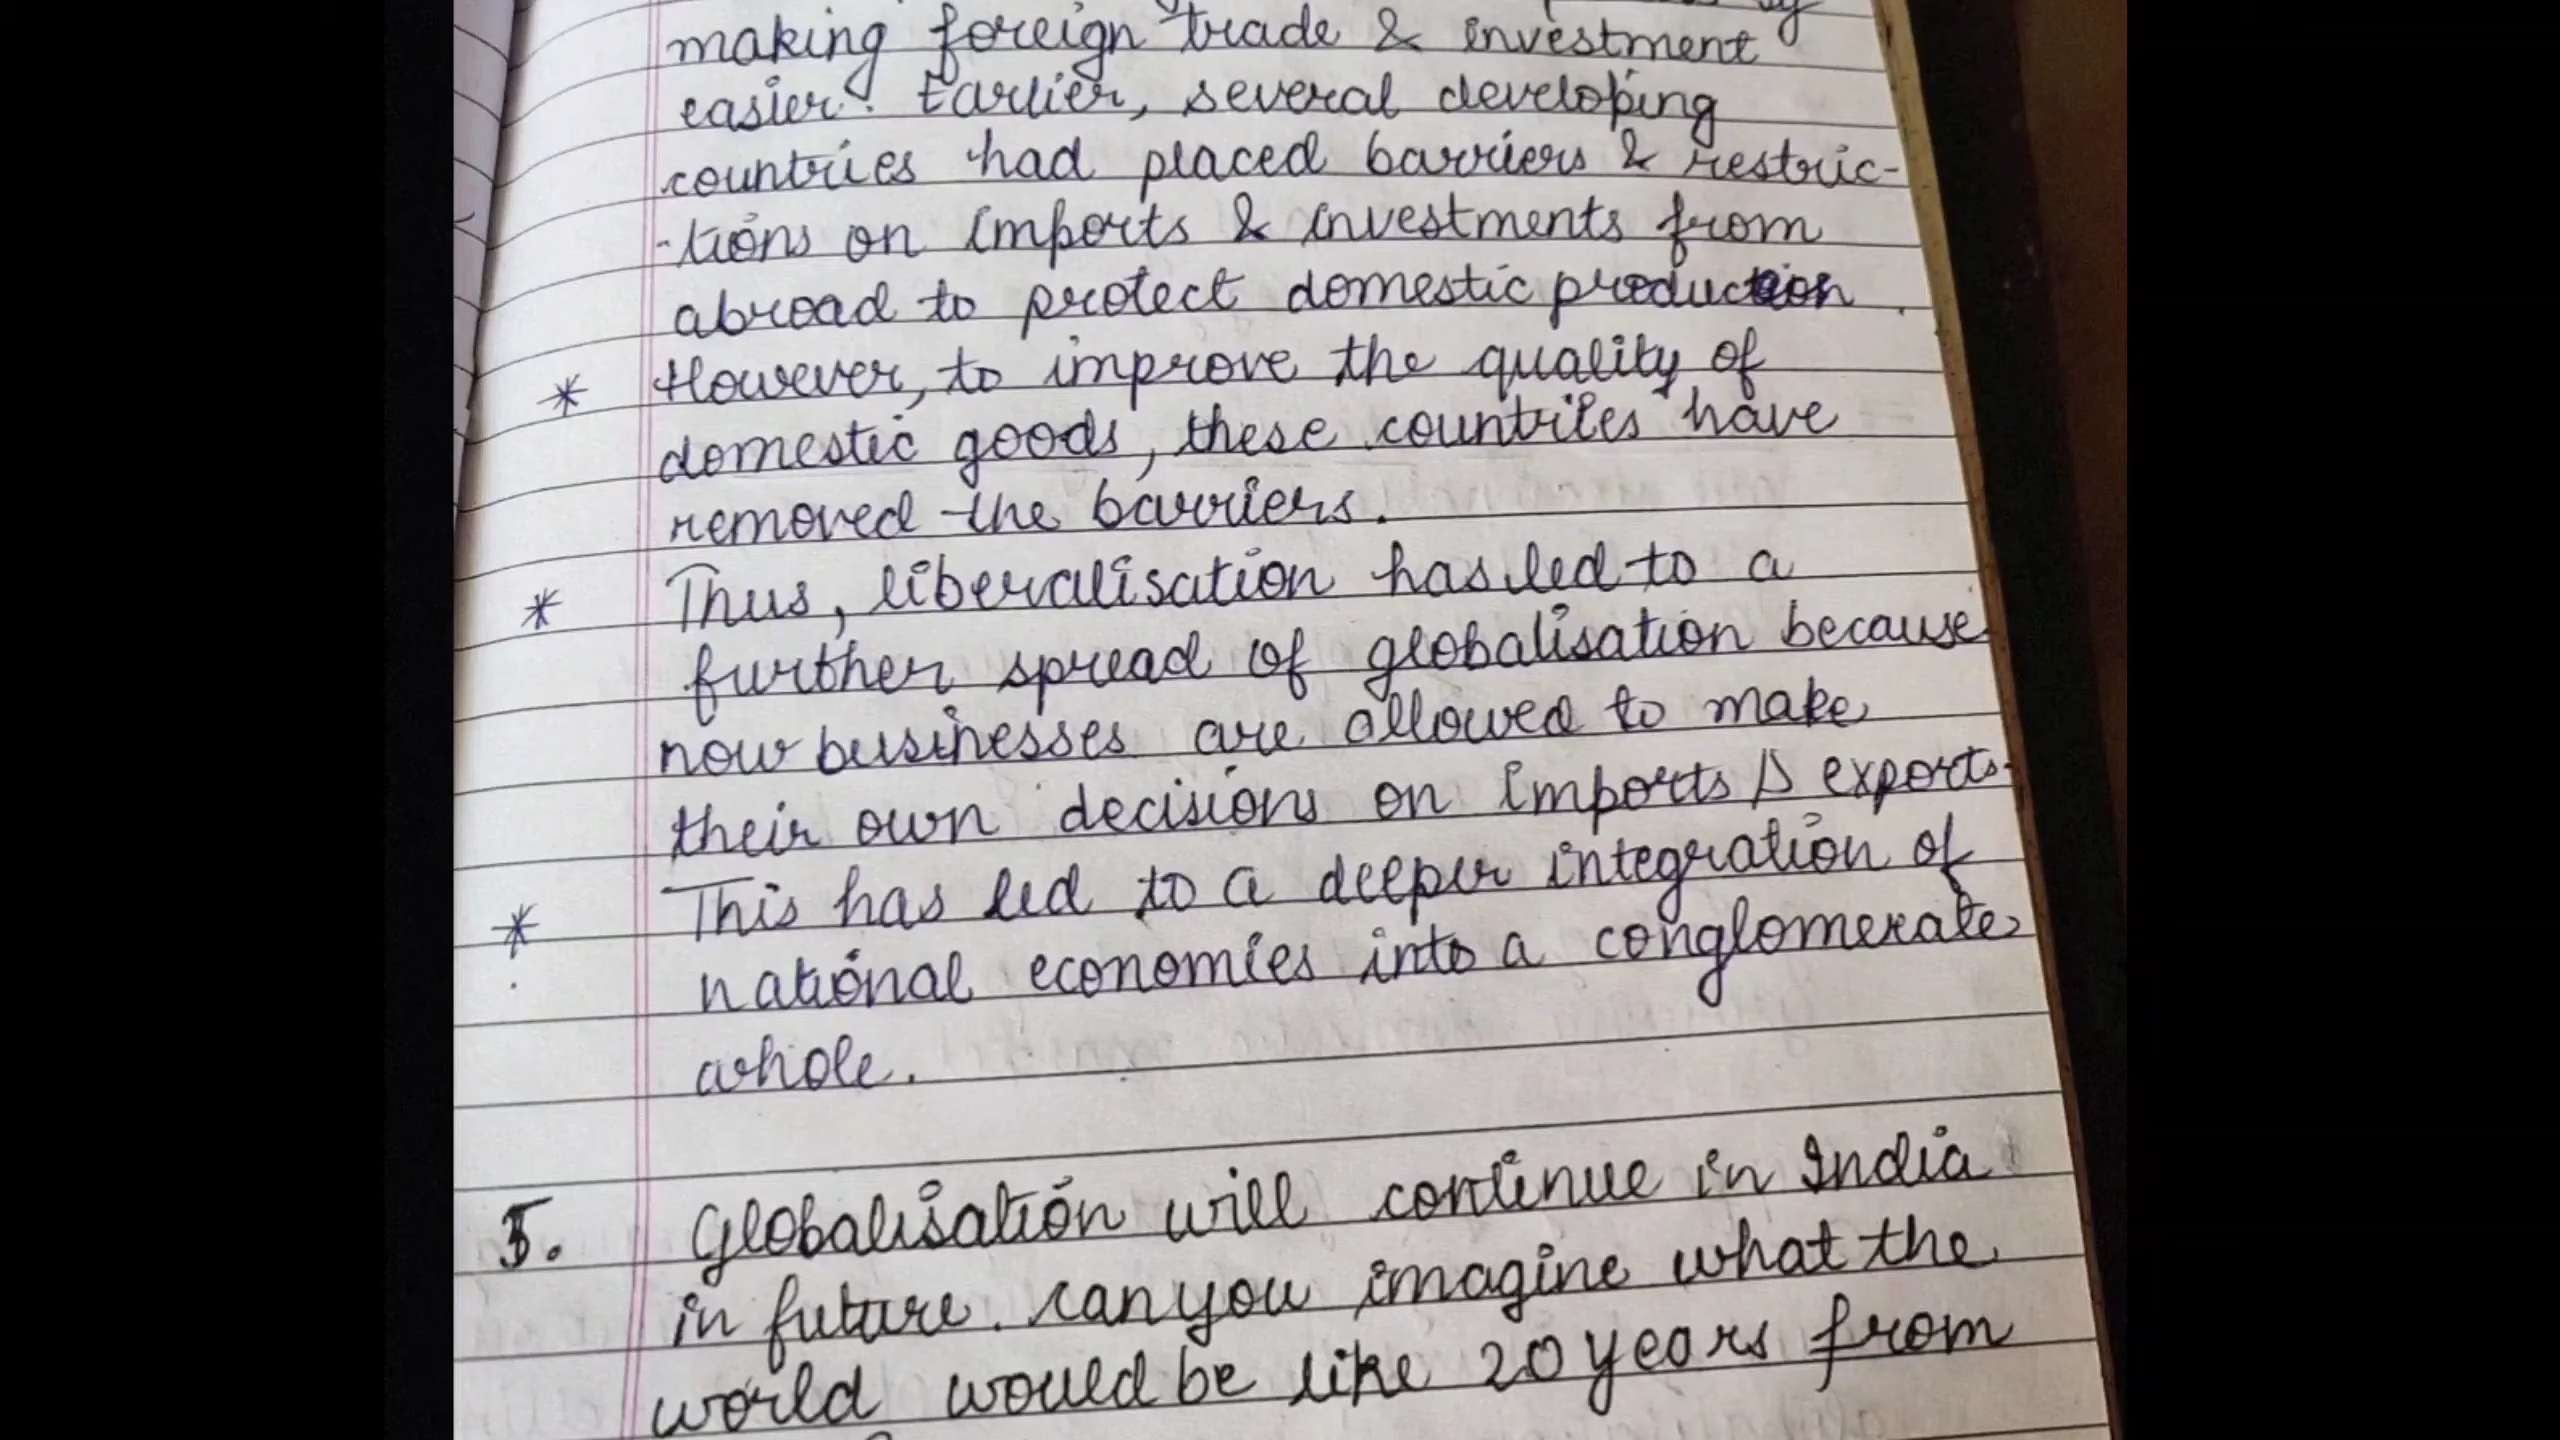 making foreign trade & investment
easier. Earlier, several developing
countries had placed barriers & restric-
-tions on imports & investments from
abroad to protect domestic production.
* However, to improve the quality of
domestic goods, these countries have
removed the barriers.
* Thus, liberalisation has led to a
further spread of globalisation because
now businesses are allowed to make
their own decisions on imports & exports.
* This has led to a deeper integration of
national economies into a conglomerate
whole.
5. Globalisation will continue in India
in future. can you imagine what the
world would be like 20 years from